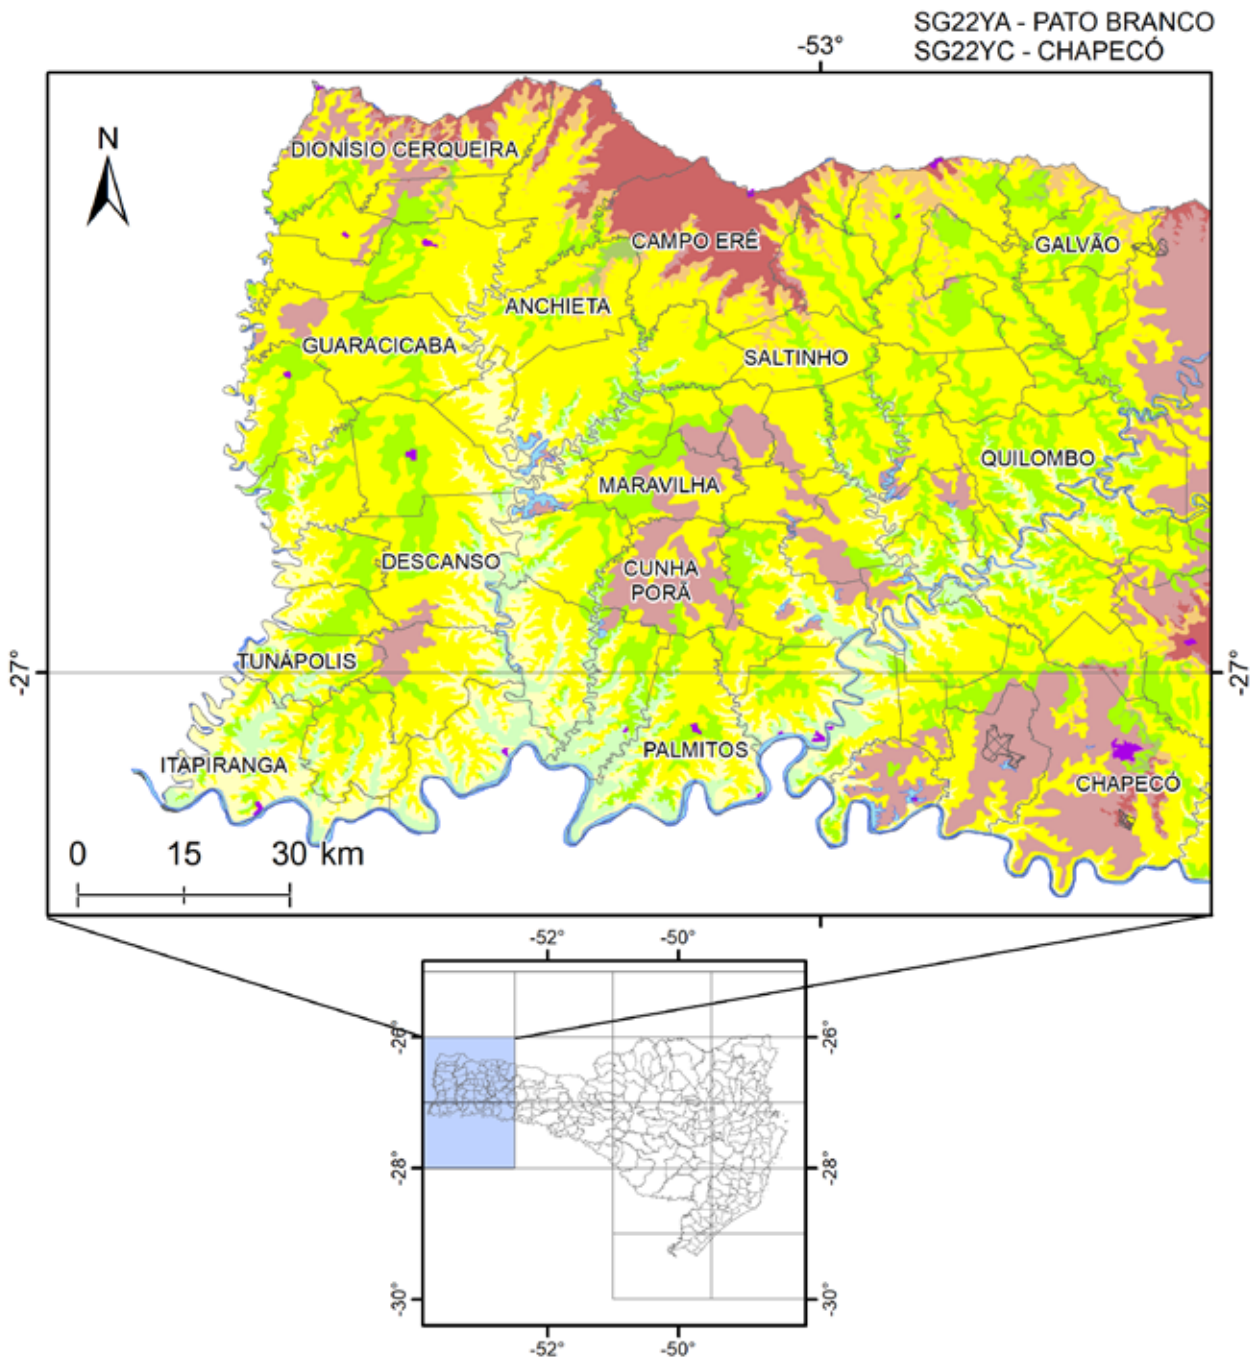 SG22YA - PATO BRANCO
SG22YC - CHAPECÓ
-53°
N
DIONÍSIO CERQUEIRA
CAMPO ERÊ
GALVÃO
ANCHIETA
GUARACICABA
SALTINHO
QUILOMBO
MARAVILHA
DESCANSO
CUNHA
PORÃ
TUNÁPOLIS
-27°
-27°
PALMITOS
ITAPIRANGA
CHAPECÓ
0 15 30 km
-52° -50°
-26° -26°
-28° -28°
-30° -30°
-52° -50°